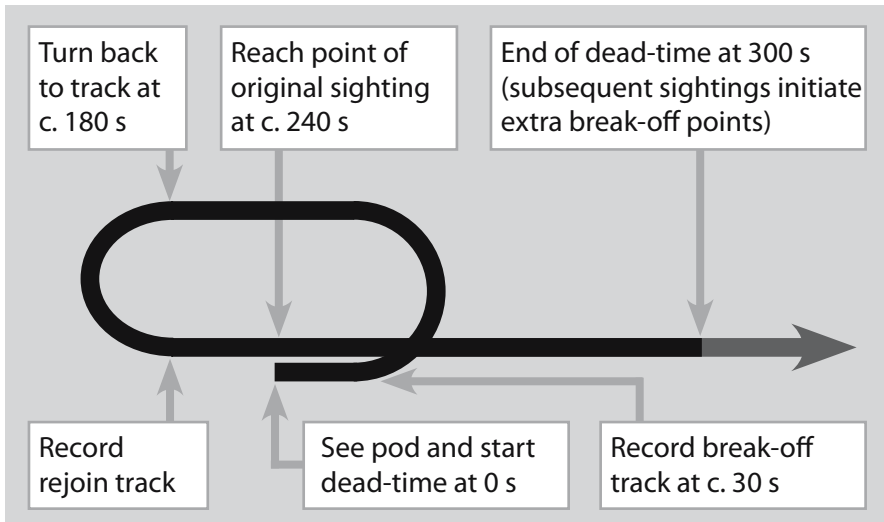 Turn back
to track at
c. 180 s
Reach point of
original sighting
at c. 240 s
End of dead-time at 300 s
(subsequent sightings initiate
extra break-off points)
Record
rejoin track
See pod and start
dead-time at 0 s
Record break-off
track at c. 30 s